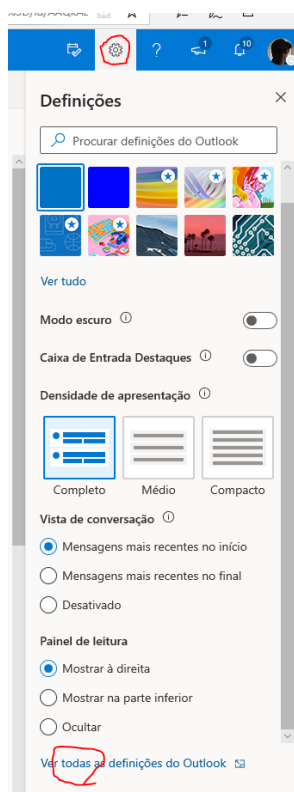 ?
1
10
Definições
Procurar definições do Outlook
Ver tudo
Modo escuro
Caixa de Entrada Destaques
Densidade de apresentação
Completo Médio Compacto
Vista de conversação
Mensagens mais recentes no início
Mensagens mais recentes no final
Desativado
Painel de leitura
Mostrar à direita
Mostrar na parte inferior
Ocultar
Ver todas as definições do Outlook